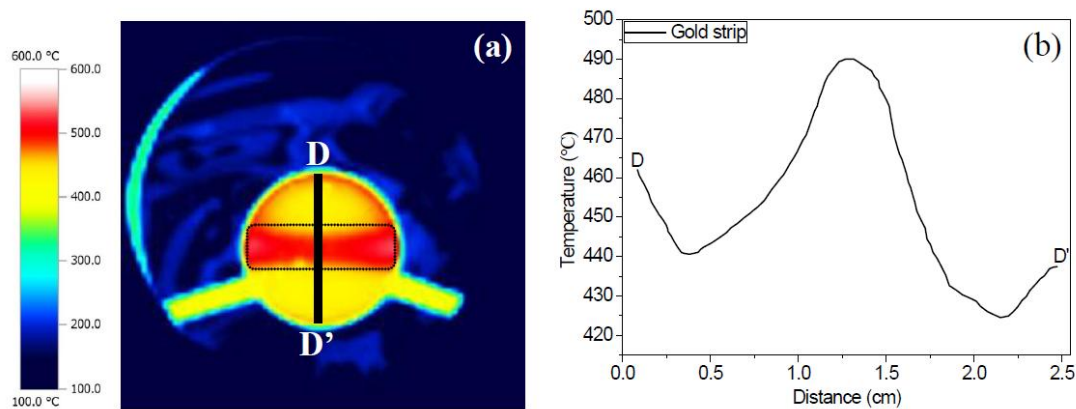 600.0 °C
600.0
500.0
400.0
300.0
200.0
100.0
100.0 °C
(a)
D
D'
500
490
480
470
460
450
440
430
420
Temperature (℃)
Gold strip
(b)
D
D'
0.0 0.5 1.0 1.5 2.0 2.5
Distance (cm)